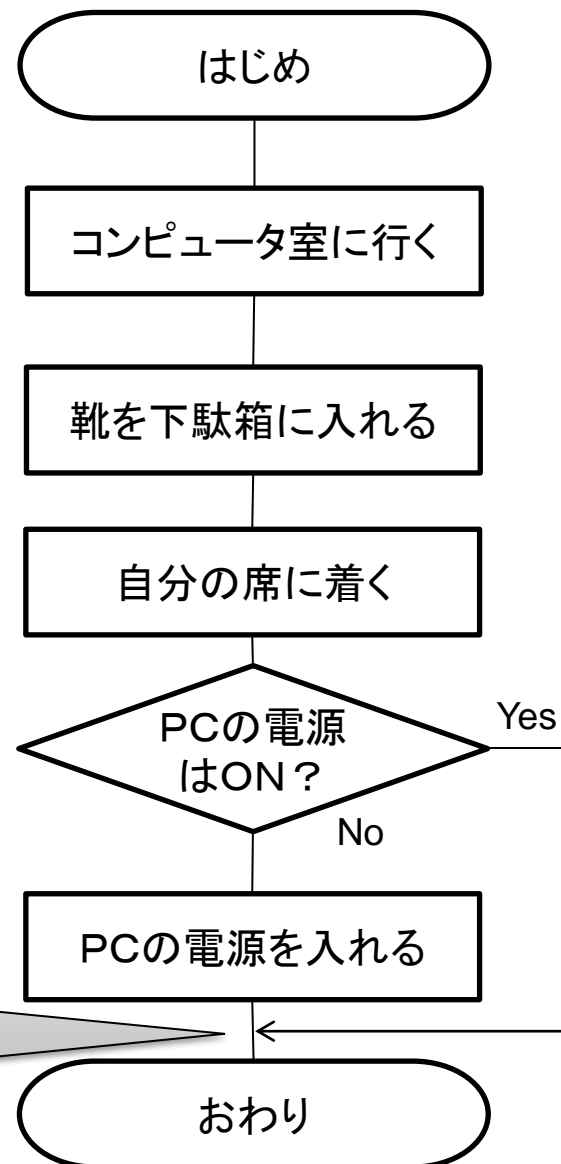 はじめ
コンピュータ室に行く
靴を下駄箱に入れる
自分の席に着く
PCの電源
はON？
Yes
No
PCの電源を入れる
おわり